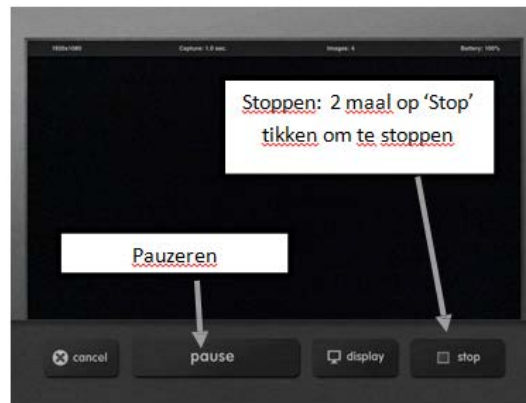 1920x1080 Capture: 1.0 sec. Images: 4 Battery: 100%
Stoppen: 2 maal op ‘Stop’
tikken om te stoppen
Pauzeren
cancel pause display stop